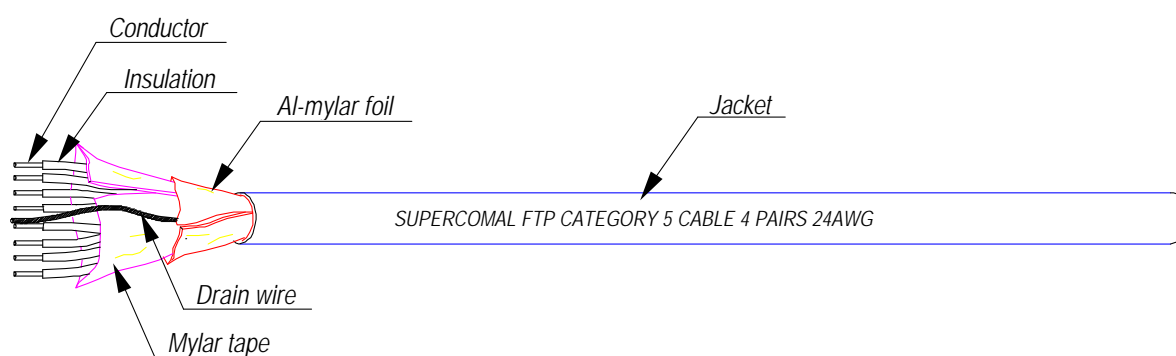 Conductor
Insulation
Al-mylar foil
Jacket
SUPERCOMAL FTP CATEGORY 5 CABLE 4 PAIRS 24AWG
Drain wire
Mylar tape